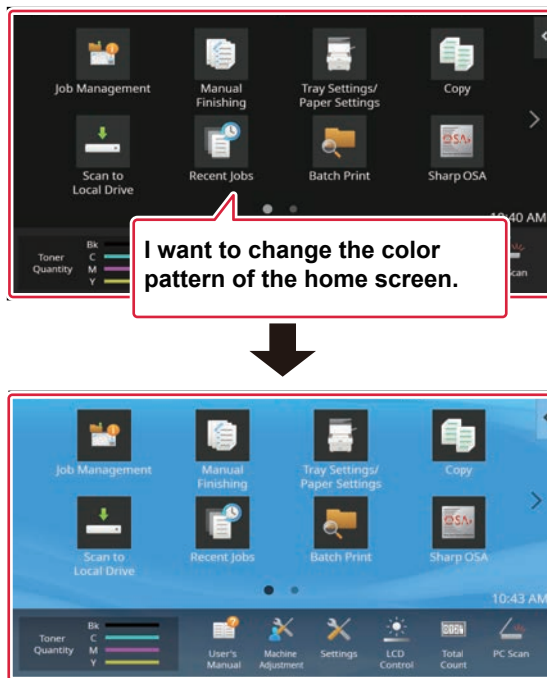 Job Management
Manual
Finishing
Tray Settings/
Paper Settings
Copy
Scan to
Local Drive
Recent Jobs
Batch Print
Sharp OSA
OSA
40 AM
Toner
Quantity
Bk
C
M
Y
can
I want to change the color
pattern of the home screen.
Job Management
Manual
Finishing
Tray Settings/
Paper Settings
Copy
Scan to
Local Drive
Recent Jobs
Batch Print
Sharp OSA
OSA
10:43 AM
Toner
Quantity
Bk
C
M
Y
User's
Manual
Machine
Adjustment
Settings
LCD
Control
Total
Count
PC Scan